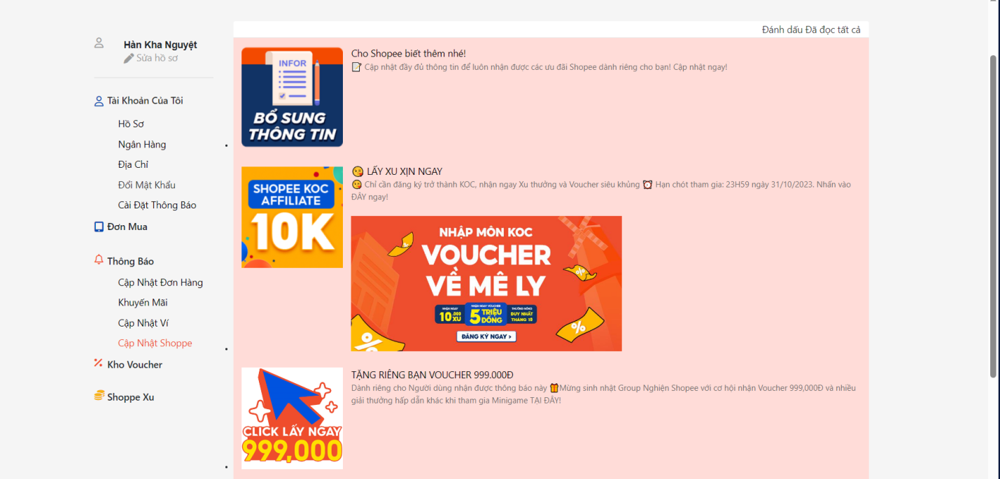 Đánh dấu Đã đọc tất cả
Hàn Kha Nguyệt
Sửa hồ sơ
Tài Khoản Của Tôi
Hồ Sơ
Ngân Hàng
Địa Chỉ
Đổi Mật Khẩu
Cài Đặt Thông Báo
Đơn Mua
Thông Báo
Cập Nhật Đơn Hàng
Khuyến Mãi
Cập Nhật Ví
Cập Nhật Shoppe
Kho Voucher
Shoppe Xu
INFOR
BỔ SUNG
THÔNG TIN
Cho Shopee biết thêm nhé!
📝 Cập nhật đầy đủ thông tin để luôn nhận được các ưu đãi Shopee dành riêng cho bạn! Cập nhật ngay!
SHOPEE KOC
AFFILIATE
10K
😘 LẤY XU XỊN NGAY
😘 Chỉ cần đăng ký trở thành KOC, nhận ngay Xu thưởng và Voucher siêu khủng ⏰ Hạn chót tham gia: 23H59 ngày 31/10/2023. Nhấn vào
ĐÂY ngay!
NHẬP MÔN KOC
VOUCHER
VỀ MÊ LY
NHẬN NGAY
10.000 XU
NHẬN NGAY VOUCHER
5 TRIỆU ĐỒNG
THƯỞNG NÓNG
DUY NHẤT
THÁNG 10
ĐĂNG KÝ NGAY >
CLICK LẤY NGAY
999,000
TẶNG RIÊNG BẠN VOUCHER 999.000Đ
Dành riêng cho Người dùng nhận được thông báo này 🎁Mừng sinh nhật Group Nghiện Shopee với cơ hội nhận Voucher 999,000Đ và nhiều
giải thưởng hấp dẫn khác khi tham gia Minigame TẠI ĐÂY!